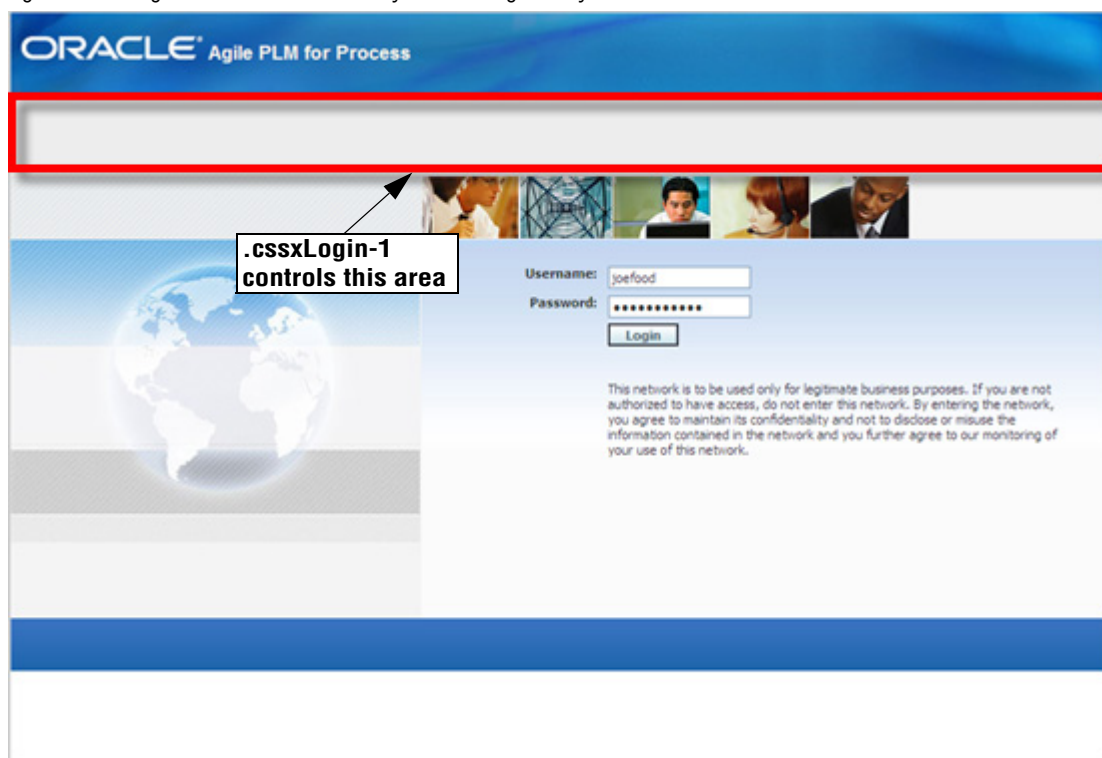 ORACLE® Agile PLM for Process
.cssxLogin-1
controls this area
Username: joefood
Password: •••••••••••
Login
This network is to be used only for legitimate business purposes. If you are not
authorized to have access, do not enter this network. By entering the network,
you agree to maintain its confidentiality and not to disclose or misuse the
information contained in the network and you further agree to our monitoring of
your use of this network.